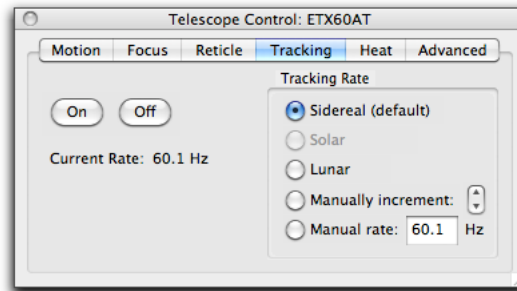 Telescope Control: ETX60AT
Motion Focus Reticle Tracking Heat Advanced
Tracking Rate
On Off
Current Rate: 60.1 Hz
Sidereal (default)
Solar
Lunar
Manually increment:
Manual rate: 60.1 Hz